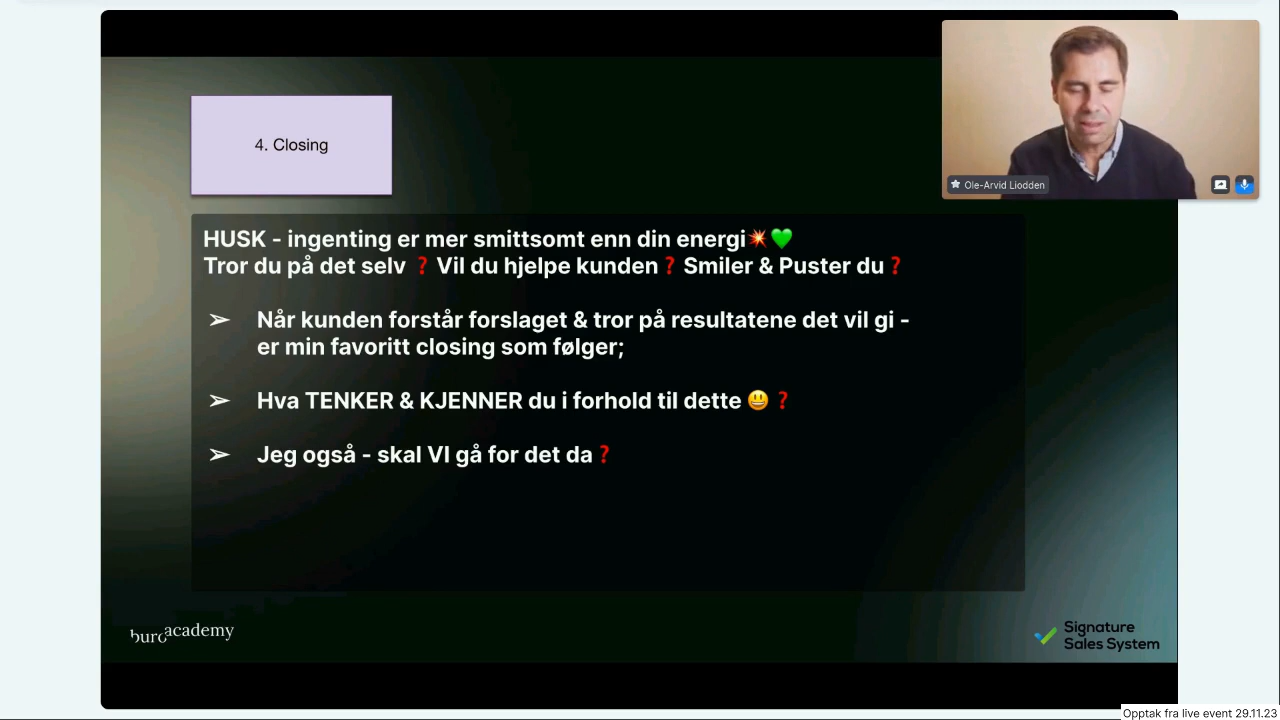 4. Closing
Ole-Arvid Liodden
HUSK - ingenting er mer smittsomt enn din energi💥💚
Tror du på det selv ❓ Vil du hjelpe kunden❓ Smiler & Puster du❓
➢ Når kunden forstår forslaget & tror på resultatene det vil gi -
er min favoritt closing som følger;
➢ Hva TENKER & KJENNER du i forhold til dette 😃❓
➢ Jeg også - skal VI gå for det da❓
buro academy
Signature
Sales System
Opptak fra live event 29.11.23